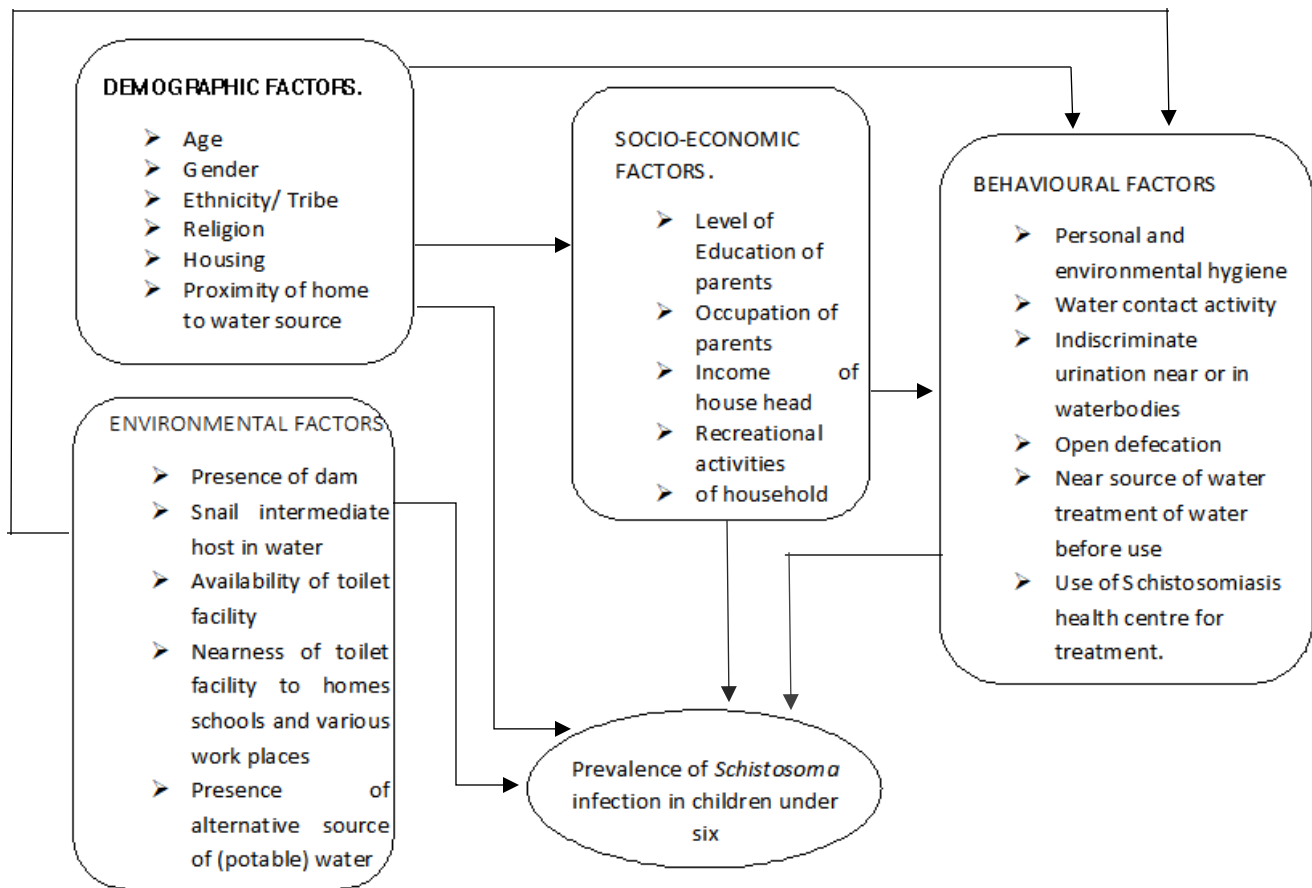 DEMOGRAPHIC FACTORS.
➤ Age
➤ Gender
➤ Ethnicity/ Tribe
➤ Religion
➤ Housing
➤ Proximity of home
to water source
ENVIRONMENTAL FACTORS
➤ Presence of dam
➤ Snail intermediate
host in water
➤ Availability of toilet
facility
➤ Nearness of toilet
facility to homes
schools and various
work places
➤ Presence of
alternative source
of (potable) water
SOCIO-ECONOMIC
FACTORS.
➤ Level of
Education of
parents
➤ Occupation of
parents
➤ Income of
house head
➤ Recreational
activities
➤ of household
BEHAVIOURAL FACTORS
➤ Personal and
environmental hygiene
➤ Water contact activity
➤ Indiscriminate
urination near or in
waterbodies
➤ Open defecation
➤ Near source of water
treatment of water
before use
➤ Use of Schistosomiasis
health centre for
treatment.
Prevalence of Schistosoma
infection in children under
six